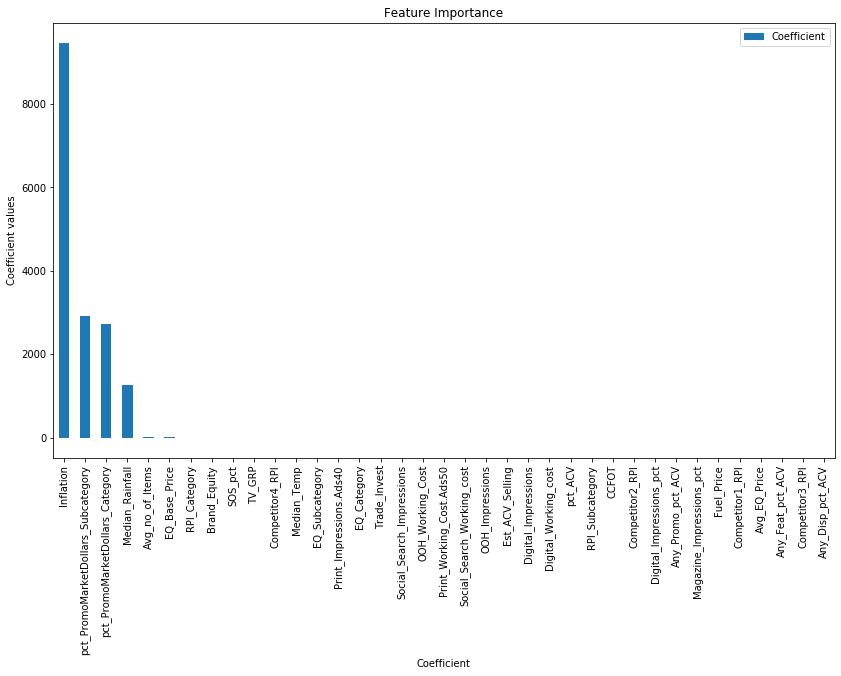 Feature Importance
Coefficient
Coefficient values
8000
6000
4000
2000
0
Inflation
pct_PromoMarketDollars_Subcategory
pct_PromoMarketDollars_Category
Median_Rainfall
Avg_no_of_Items
EQ_Base_Price
RPI_Category
Brand_Equity
SOS_pct
TV_GRP
Competitor4_RPI
Median_Temp
EQ_Subcategory
Print_Impressions.Ads40
EQ_Category
Trade_Invest
Social_Search_Impressions
OOH_Working_Cost
Print_Working_Cost.Ads50
Social_Search_Working_cost
OOH_Impressions
Est_ACV_Selling
Digital_Impressions
Digital_Working_cost
pct_ACV
RPI_Subcategory
CCFOT
Competitor2_RPI
Digital_Impressions_pct
Any_Promo_pct_ACV
Magazine_Impressions_pct
Fuel_Price
Competitor1_RPI
Avg_EQ_Price
Any_Feat_pct_ACV
Competitor3_RPI
Any_Disp_pct_ACV
Coefficient